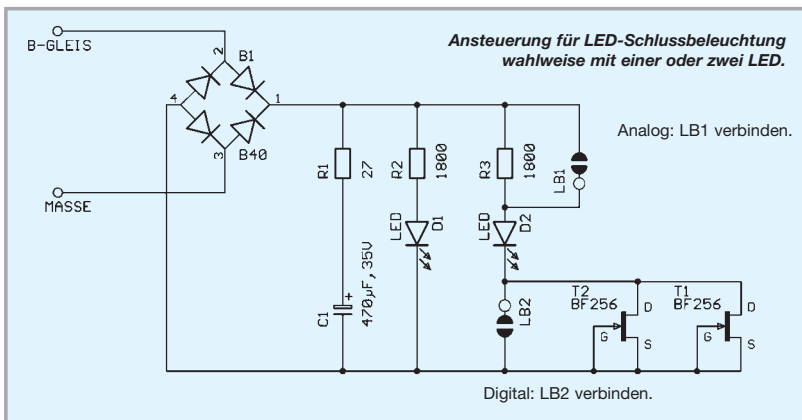 Ansteuerung für LED-Schlussbeleuchtung
wahlweise mit einer oder zwei LED.
B-GLEIS
2
B1
4
1
3
B40
MASSE
Analog: LB1 verbinden.
R1
27
R2
1800
R3
1800
LB1
LED
D1
LED
D2
C1
+
470µF,35V
LB2
T2
BF256
D
G
S
T1
BF256
D
G
S
Digital: LB2 verbinden.